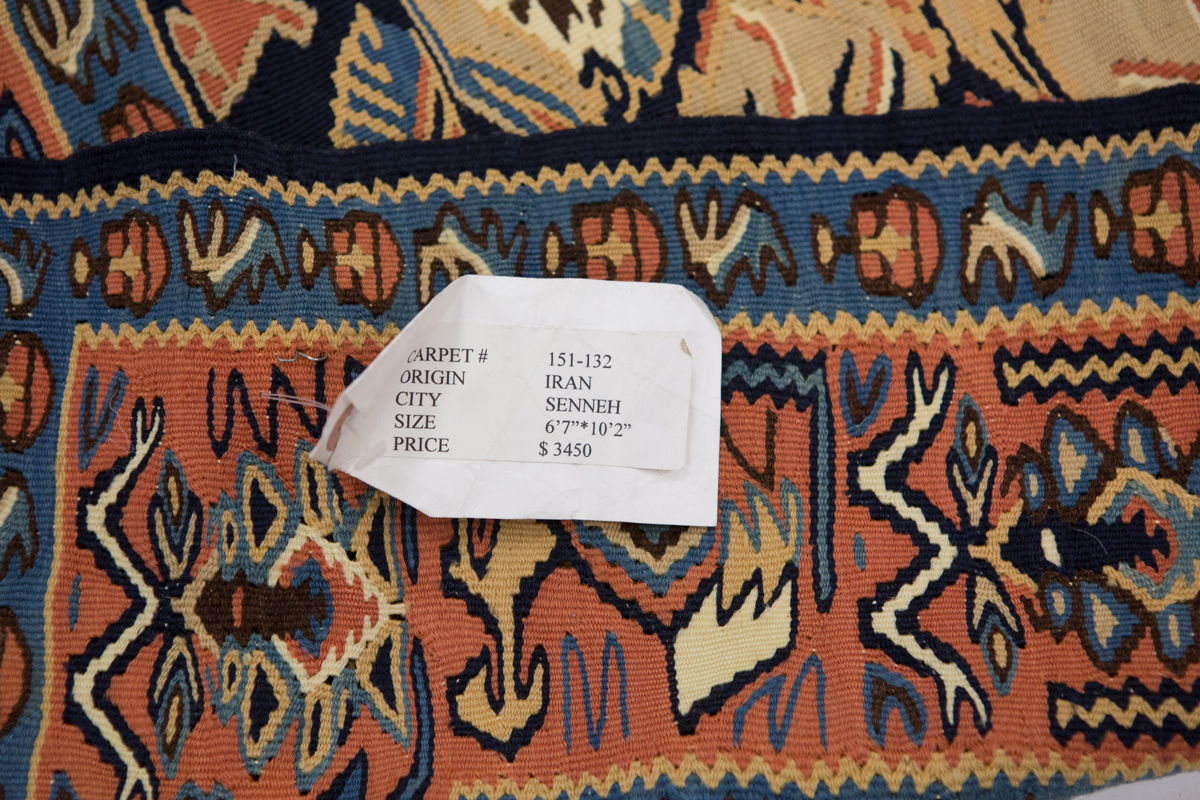 CARPET # 151-132
ORIGIN IRAN
CITY SENNEH
SIZE 6'7"*10'2"
PRICE $ 3450